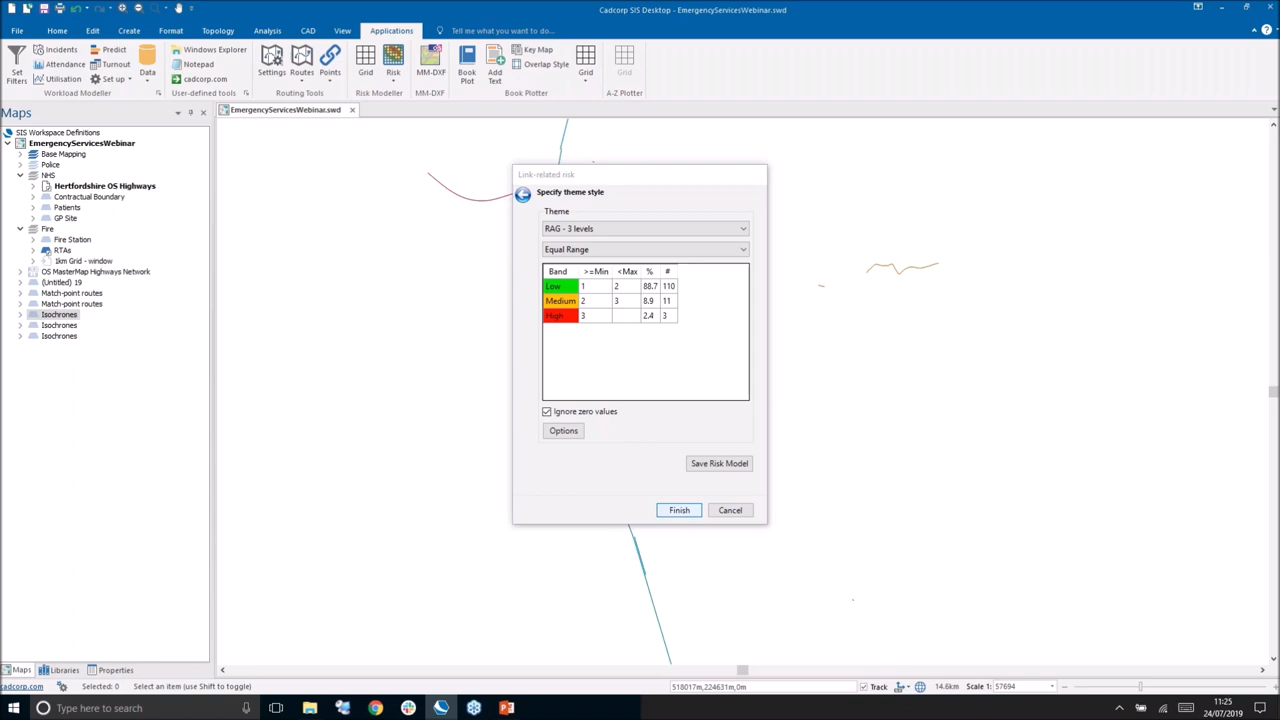 Cadcorp SIS Desktop - EmergencyServicesWebinar.swd
File Home Edit Create Format Topology Analysis CAD View Applications Tell me what you want to do...
Set Filters
Incidents
Attendance
Utilisation
Predict
Turnout
Set up
Data
Workload Modeller
Windows Explorer
Notepad
cadcorp.com
User-defined tools
Settings
Routes
Points
Routing Tools
Grid
Risk
Risk Modeller
MM-DXF
MM-DXF
Book Plot
Add Text
Key Map
Overlay Style
Grid
Book Plotter
Grid
A-Z Plotter
Maps
EmergencyServicesWebinar.swd
SIS Workspace Definitions
EmergencyServicesWebinar
Base Mapping
Police
NHS
Hertfordshire OS Highways
Contractual Boundary
Patients
GP Site
Fire
Fire Station
RTAs
1km Grid - window
OS MasterMap Highways Network
(Untitled) 19
Match-point routes
Match-point routes
Isochrones
Isochrones
Isochrones
Link-related risk
Specify theme style
Theme
RAG - 3 levels
Equal Range
Band >=Min <Max % #
Low 1 2 88.7 110
Medium 2 3 8.9 11
High 3 2.4 3
Ignore zero values
Options
Save Risk Model
Finish Cancel
Maps Libraries Properties
cadcorp.com Selected: 0 Select an item (use Shift to toggle) 518017m,224631m,0m Track 14.6km Scale 1: 57694
Type here to search
11:25
24/07/2019